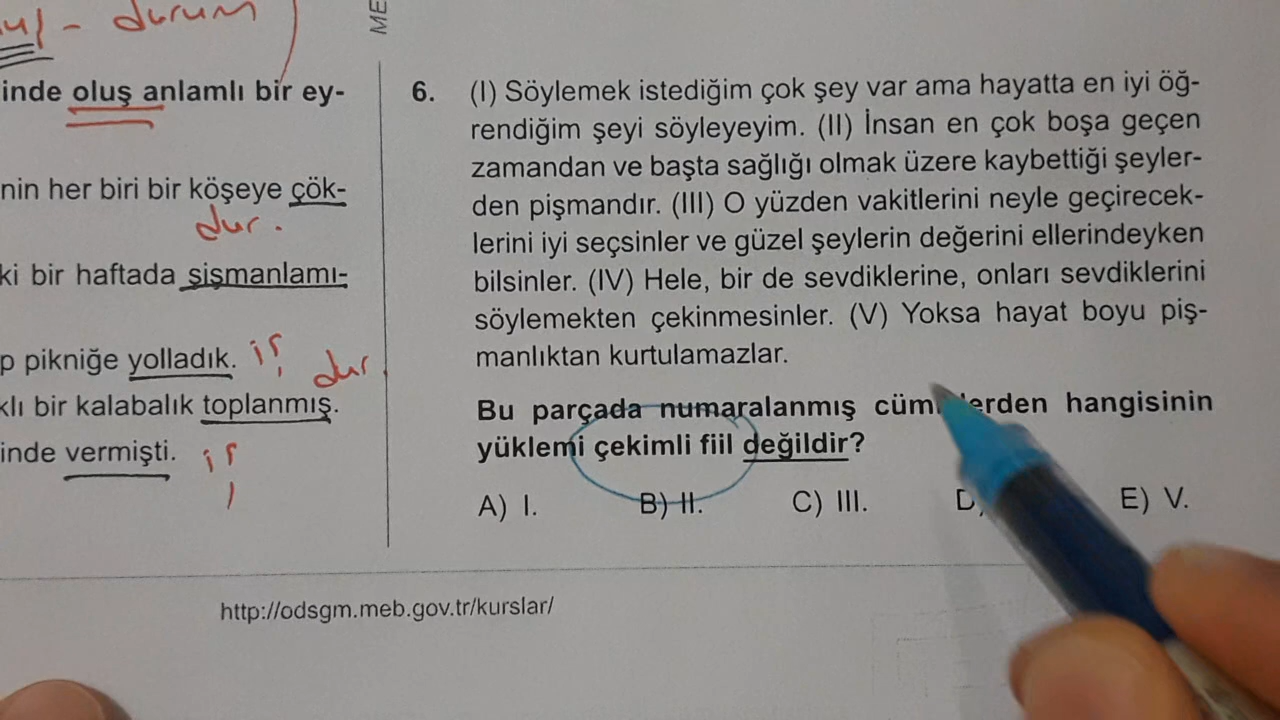 uş - durum
ME
inde oluş anlamlı bir ey-
nin her biri bir köşeye çök-
dur.
ki bir haftada şişmanlamı-
p pikniğe yolladık. iş
dur
klı bir kalabalık toplanmış.
inde vermişti. iş
6. (I) Söylemek istediğim çok şey var ama hayatta en iyi öğ-
rendiğim şeyi söyleyeyim. (II) İnsan en çok boşa geçen
zamandan ve başta sağlığı olmak üzere kaybettiği şeyler-
den pişmandır. (III) O yüzden vakitlerini neyle geçirecek-
lerini iyi seçsinler ve güzel şeylerin değerini ellerindeyken
bilsinler. (IV) Hele, bir de sevdiklerine, onları sevdiklerini
söylemekten çekinmesinler. (V) Yoksa hayat boyu piş-
manlıktan kurtulamazlar.
Bu parçada numaralanmış cüm erden hangisinin
yüklemi çekimli fiil değildir?
A) I. B) II. C) III. D) E) V.
http://odsgm.meb.gov.tr/kurslar/